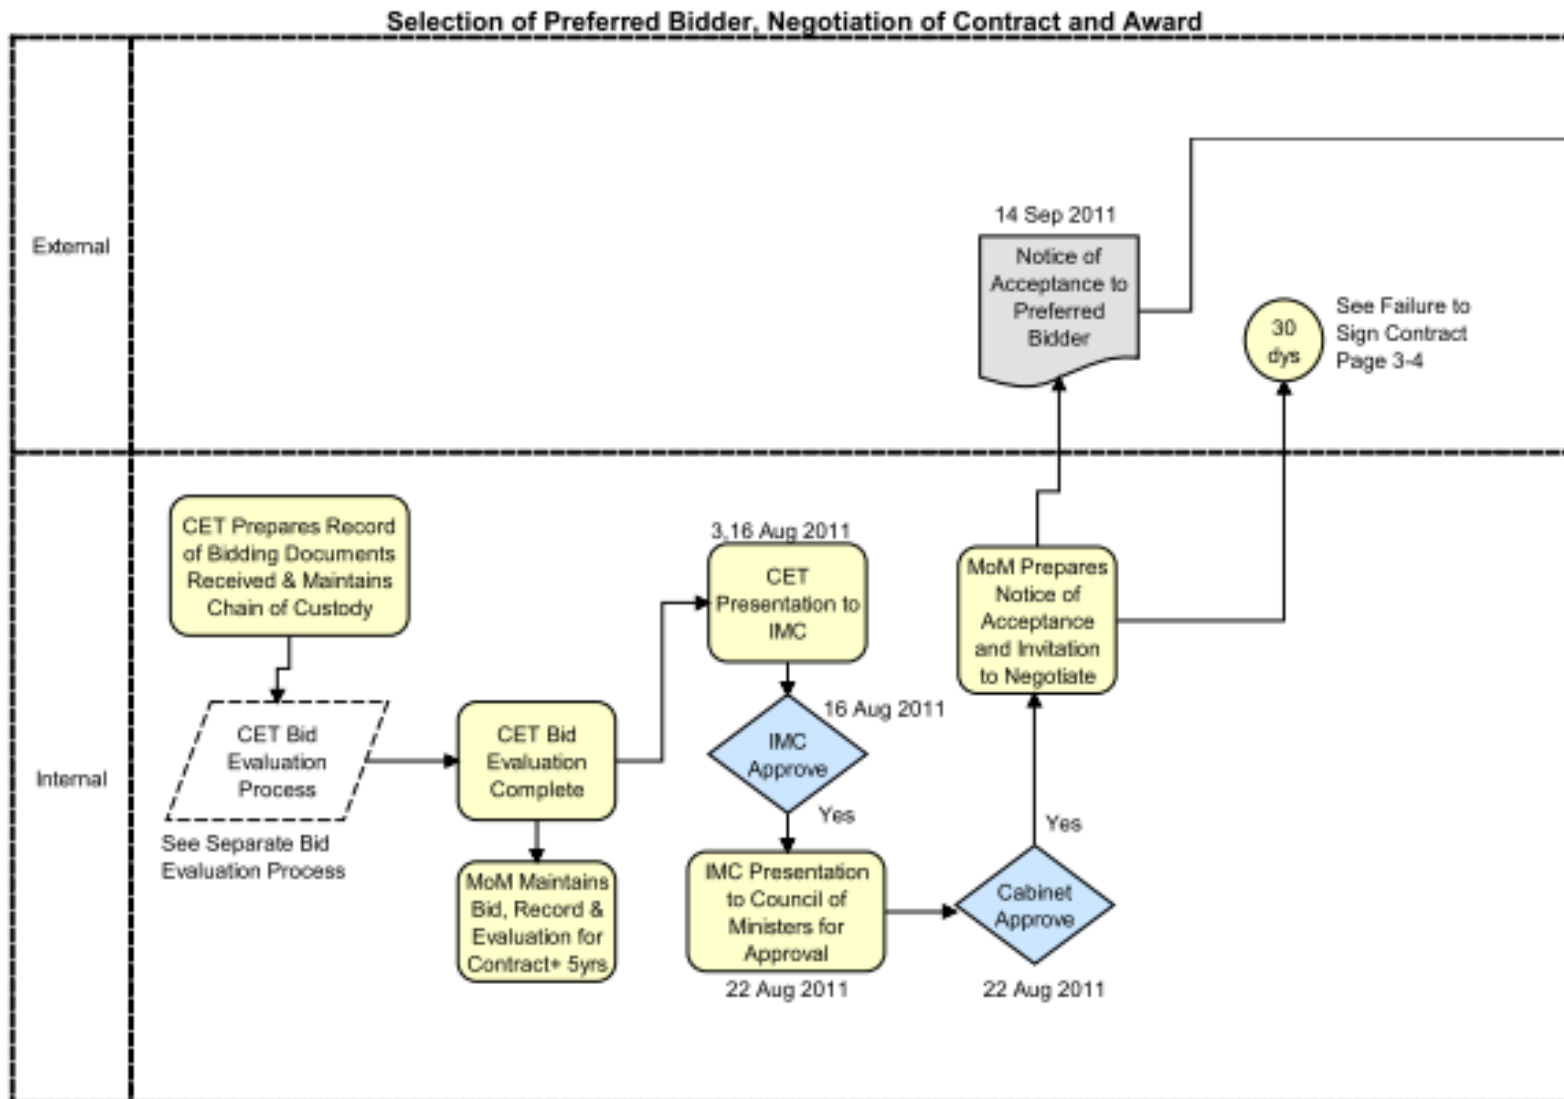 Selection of Preferred Bidder, Negotiation of Contract and Award
External
14 Sep 2011
Notice of
Acceptance to
Preferred
Bidder
30
dys
See Failure to
Sign Contract
Page 3-4
Internal
CET Prepares Record
of Bidding Documents
Received & Maintains
Chain of Custody
CET Bid
Evaluation
Process
See Separate Bid
Evaluation Process
CET Bid
Evaluation
Complete
MoM Maintains
Bid, Record &
Evaluation for
Contract+ 5yrs
3,16 Aug 2011
CET
Presentation to
IMC
16 Aug 2011
IMC
Approve
Yes
IMC Presentation
to Council of
Ministers for
Approval
22 Aug 2011
MoM Prepares
Notice of
Acceptance
and Invitation
to Negotiate
Yes
Cabinet
Approve
22 Aug 2011